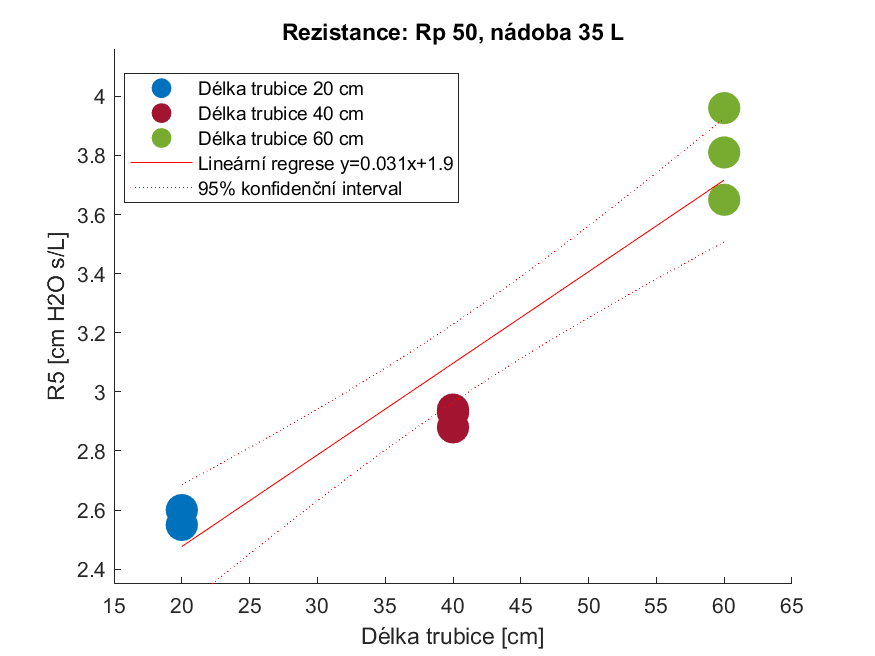 Rezistance: Rp 50, nádoba 35 L
Délka trubice 20 cm
Délka trubice 40 cm
Délka trubice 60 cm
Lineární regrese y=0.031x+1.9
95% konfidenční interval
R5 [cm H2O s/L]
4
3.8
3.6
3.4
3.2
3
2.8
2.6
2.4
15 20 25 30 35 40 45 50 55 60 65
Délka trubice [cm]